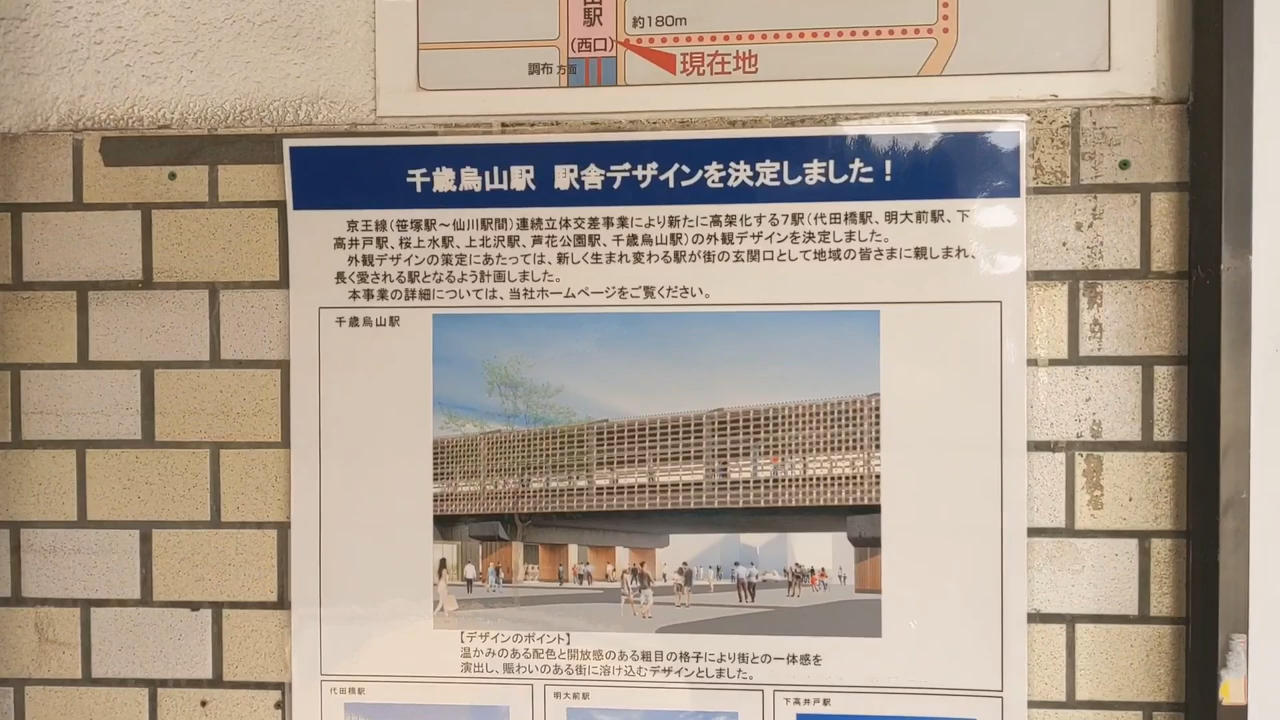 山駅
(西口)
約180m
調布 方面
現在地
千歳烏山駅 駅舎デザインを決定しました!
京王線(笹塚駅～仙川駅間)連続立体交差事業により新たに高架化する7駅(代田橋駅、明大前駅、下
高井戸駅、桜上水駅、上北沢駅、芦花公園駅、千歳烏山駅)の外観デザインを決定しました。
外観デザインの策定にあたっては、新しく生まれ変わる駅が街の玄関口として地域の皆さまに親しまれ、
長く愛される駅となるよう計画しました。
本事業の詳細については、当社ホームページをご覧ください。
千歳烏山駅
【デザインのポイント】
温かみのある配色と開放感のある粗目の格子により街との一体感を
演出し、賑わいのある街に溶け込むデザインとしました。
代田橋駅
明大前駅
下高井戸駅